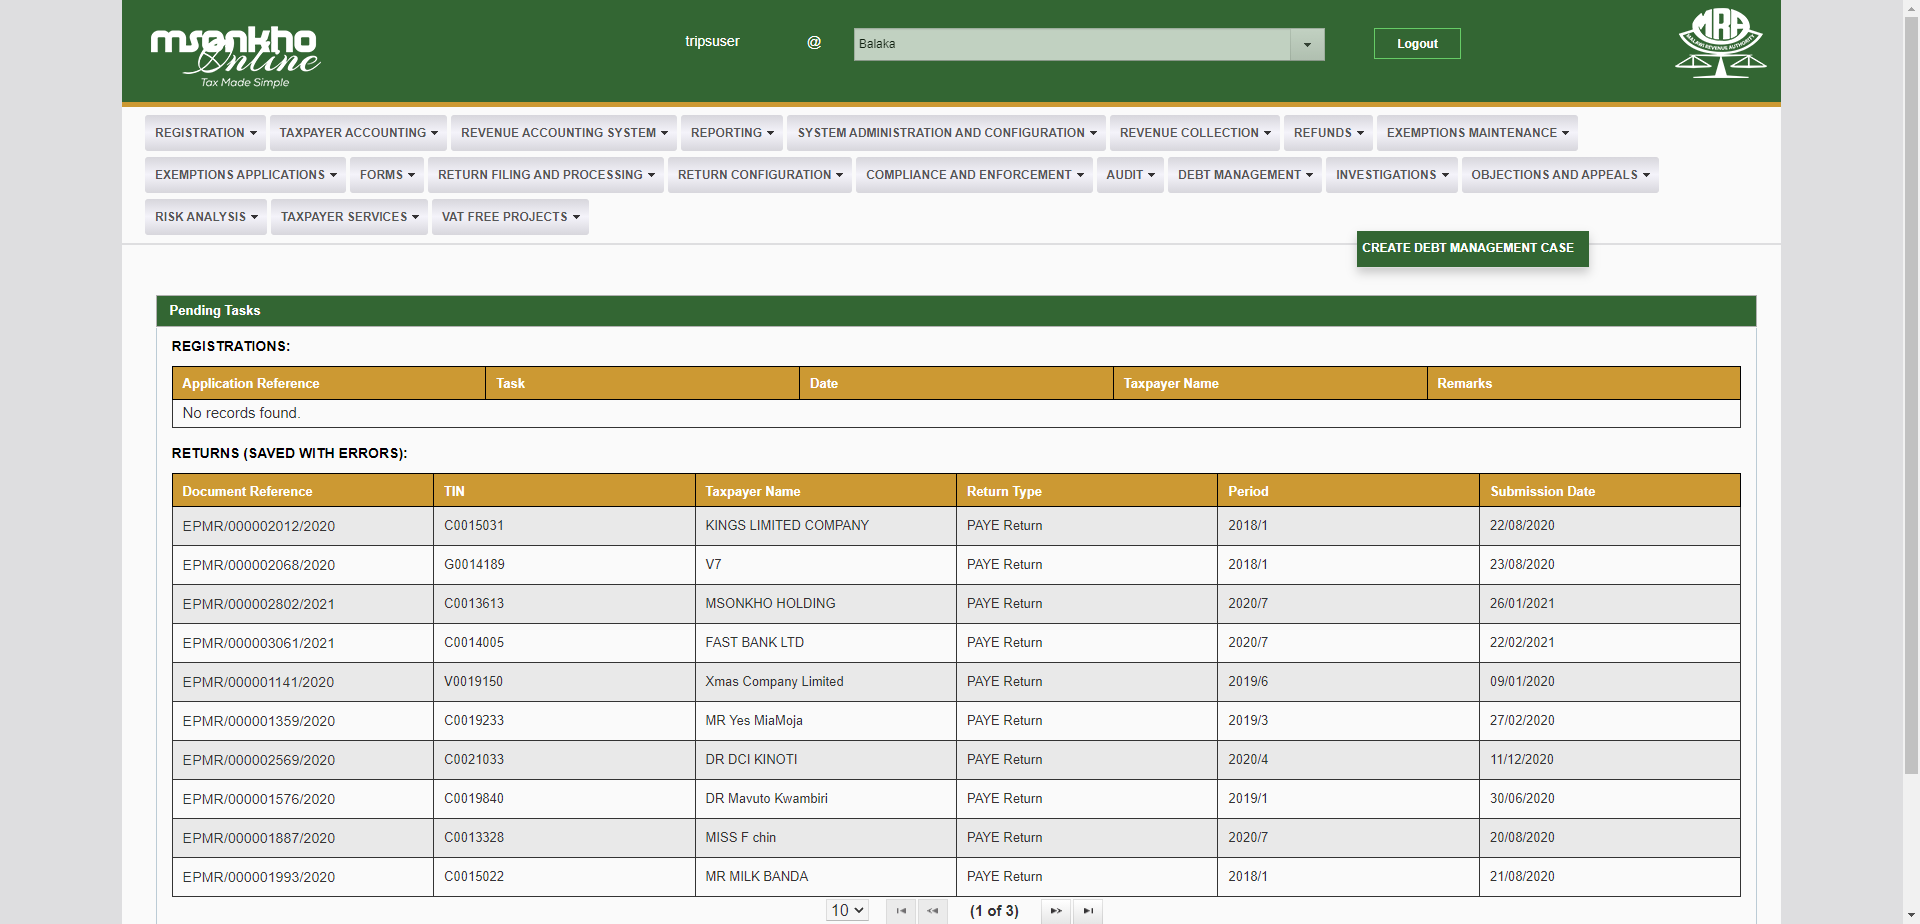 msonkho
Online
Tax Made Simple
tripsuser @ Balaka Logout
MRA
MALAWI REVENUE AUTHORITY
REGISTRATION TAXPAYER ACCOUNTING REVENUE ACCOUNTING SYSTEM REPORTING SYSTEM ADMINISTRATION AND CONFIGURATION REVENUE COLLECTION REFUNDS EXEMPTIONS MAINTENANCE
EXEMPTIONS APPLICATIONS FORMS RETURN FILING AND PROCESSING RETURN CONFIGURATION COMPLIANCE AND ENFORCEMENT AUDIT DEBT MANAGEMENT INVESTIGATIONS OBJECTIONS AND APPEALS
RISK ANALYSIS TAXPAYER SERVICES VAT FREE PROJECTS
CREATE DEBT MANAGEMENT CASE
Pending Tasks
REGISTRATIONS:
Application Reference Task Date Taxpayer Name Remarks
No records found.
RETURNS (SAVED WITH ERRORS):
Document Reference TIN Taxpayer Name Return Type Period Submission Date
EPMR/000002012/2020 C0015031 KINGS LIMITED COMPANY PAYE Return 2018/1 22/08/2020
EPMR/000002068/2020 G0014189 V7 PAYE Return 2018/1 23/08/2020
EPMR/000002802/2021 C0013613 MSONKHO HOLDING PAYE Return 2020/7 26/01/2021
EPMR/000003061/2021 C0014005 FAST BANK LTD PAYE Return 2020/7 22/02/2021
EPMR/000001141/2020 V0019150 Xmas Company Limited PAYE Return 2019/6 09/01/2020
EPMR/000001359/2020 C0019233 MR Yes MiaMoja PAYE Return 2019/3 27/02/2020
EPMR/000002569/2020 C0021033 DR DCI KINOTI PAYE Return 2020/4 11/12/2020
EPMR/000001576/2020 C0019840 DR Mavuto Kwambiri PAYE Return 2019/1 30/06/2020
EPMR/000001887/2020 C0013328 MISS F chin PAYE Return 2020/7 20/08/2020
EPMR/000001993/2020 C0015022 MR MILK BANDA PAYE Return 2018/1 21/08/2020
10 (1 of 3)